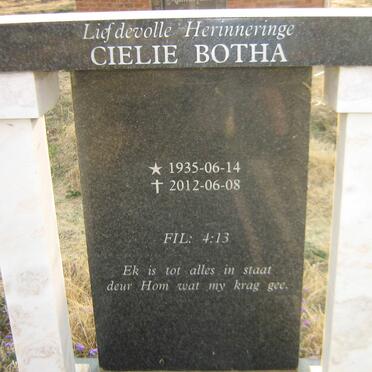 Liefdevolle Herinneringe
CIELIE BOTHA
★ 1935-06-14
✝ 2012-06-08
FIL: 4:13
Ek is tot alles in staat
deur Hom wat my krag gee.